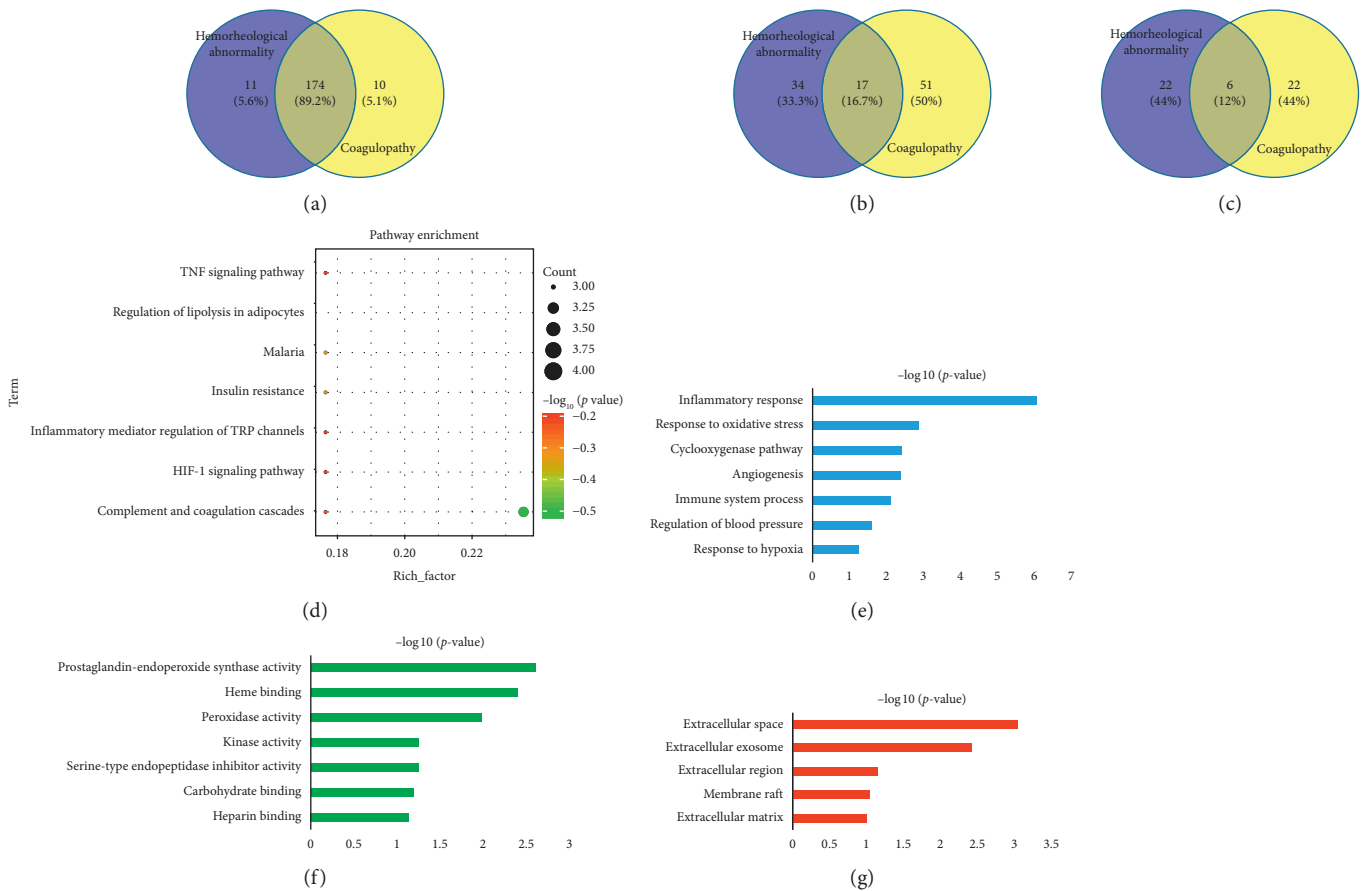 Hemorheological
abnormality
11
(5.6%)
174
(89.2%)
10
(5.1%)
Coagulopathy
(a)
Hemorheological
abnormality
34
(33.3%)
17
(16.7%)
51
(50%)
Coagulopathy
(b)
Hemorheological
abnormality
22
(44%)
6
(12%)
22
(44%)
Coagulopathy
(c)
Pathway enrichment
Term
TNF signaling pathway
Regulation of lipolysis in adipocytes
Malaria
Insulin resistance
Inflammatory mediator regulation of TRP channels
HIF-1 signaling pathway
Complement and coagulation cascades
0.18 0.20 0.22
Rich_factor
Count
3.00
3.25
3.50
3.75
4.00
–log10 (p value)
–0.2
–0.3
–0.4
–0.5
(d)
–log10 (p-value)
Inflammatory response
Response to oxidative stress
Cyclooxygenase pathway
Angiogenesis
Immune system process
Regulation of blood pressure
Response to hypoxia
0 1 2 3 4 5 6 7
(e)
–log10 (p-value)
Prostaglandin-endoperoxide synthase activity
Heme binding
Peroxidase activity
Kinase activity
Serine-type endopeptidase inhibitor activity
Carbohydrate binding
Heparin binding
0 0.5 1 1.5 2 2.5 3
(f)
–log10 (p-value)
Extracellular space
Extracellular exosome
Extracellular region
Membrane raft
Extracellular matrix
0 0.5 1 1.5 2 2.5 3 3.5
(g)